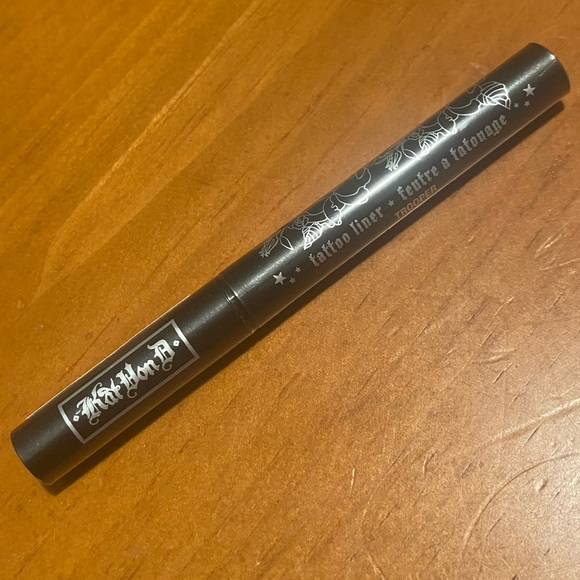 Kat Von D
tattoo liner ★ feutre a tatouage
TROOPER